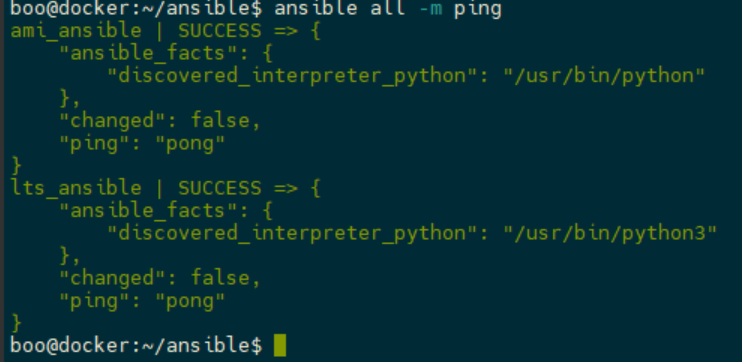 boo@docker:~/ansible$ ansible all -m ping
ami_ansible | SUCCESS => {
    "ansible_facts": {
        "discovered_interpreter_python": "/usr/bin/python"
    },
    "changed": false,
    "ping": "pong"
}
lts_ansible | SUCCESS => {
    "ansible_facts": {
        "discovered_interpreter_python": "/usr/bin/python3"
    },
    "changed": false,
    "ping": "pong"
}
boo@docker:~/ansible$